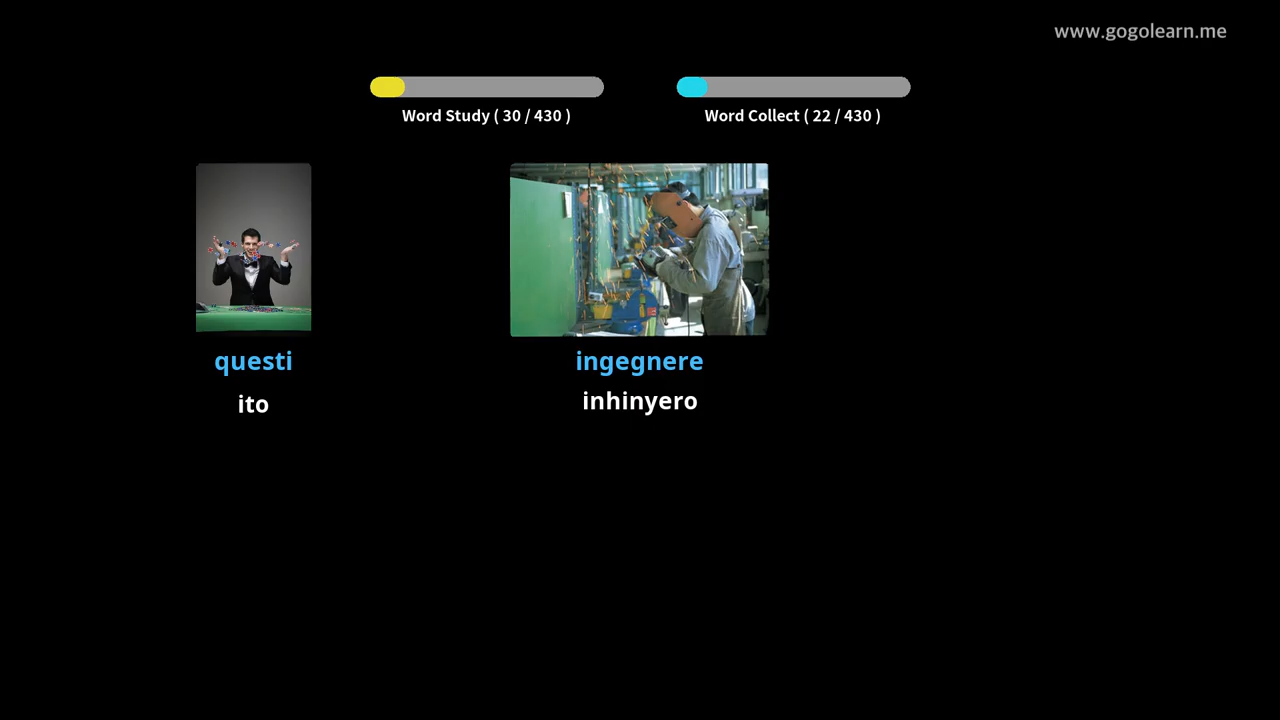 www.gogolearn.me
Word Study ( 30 / 430 )
Word Collect ( 22 / 430 )
questi
ingegnere
ito
inhinyero